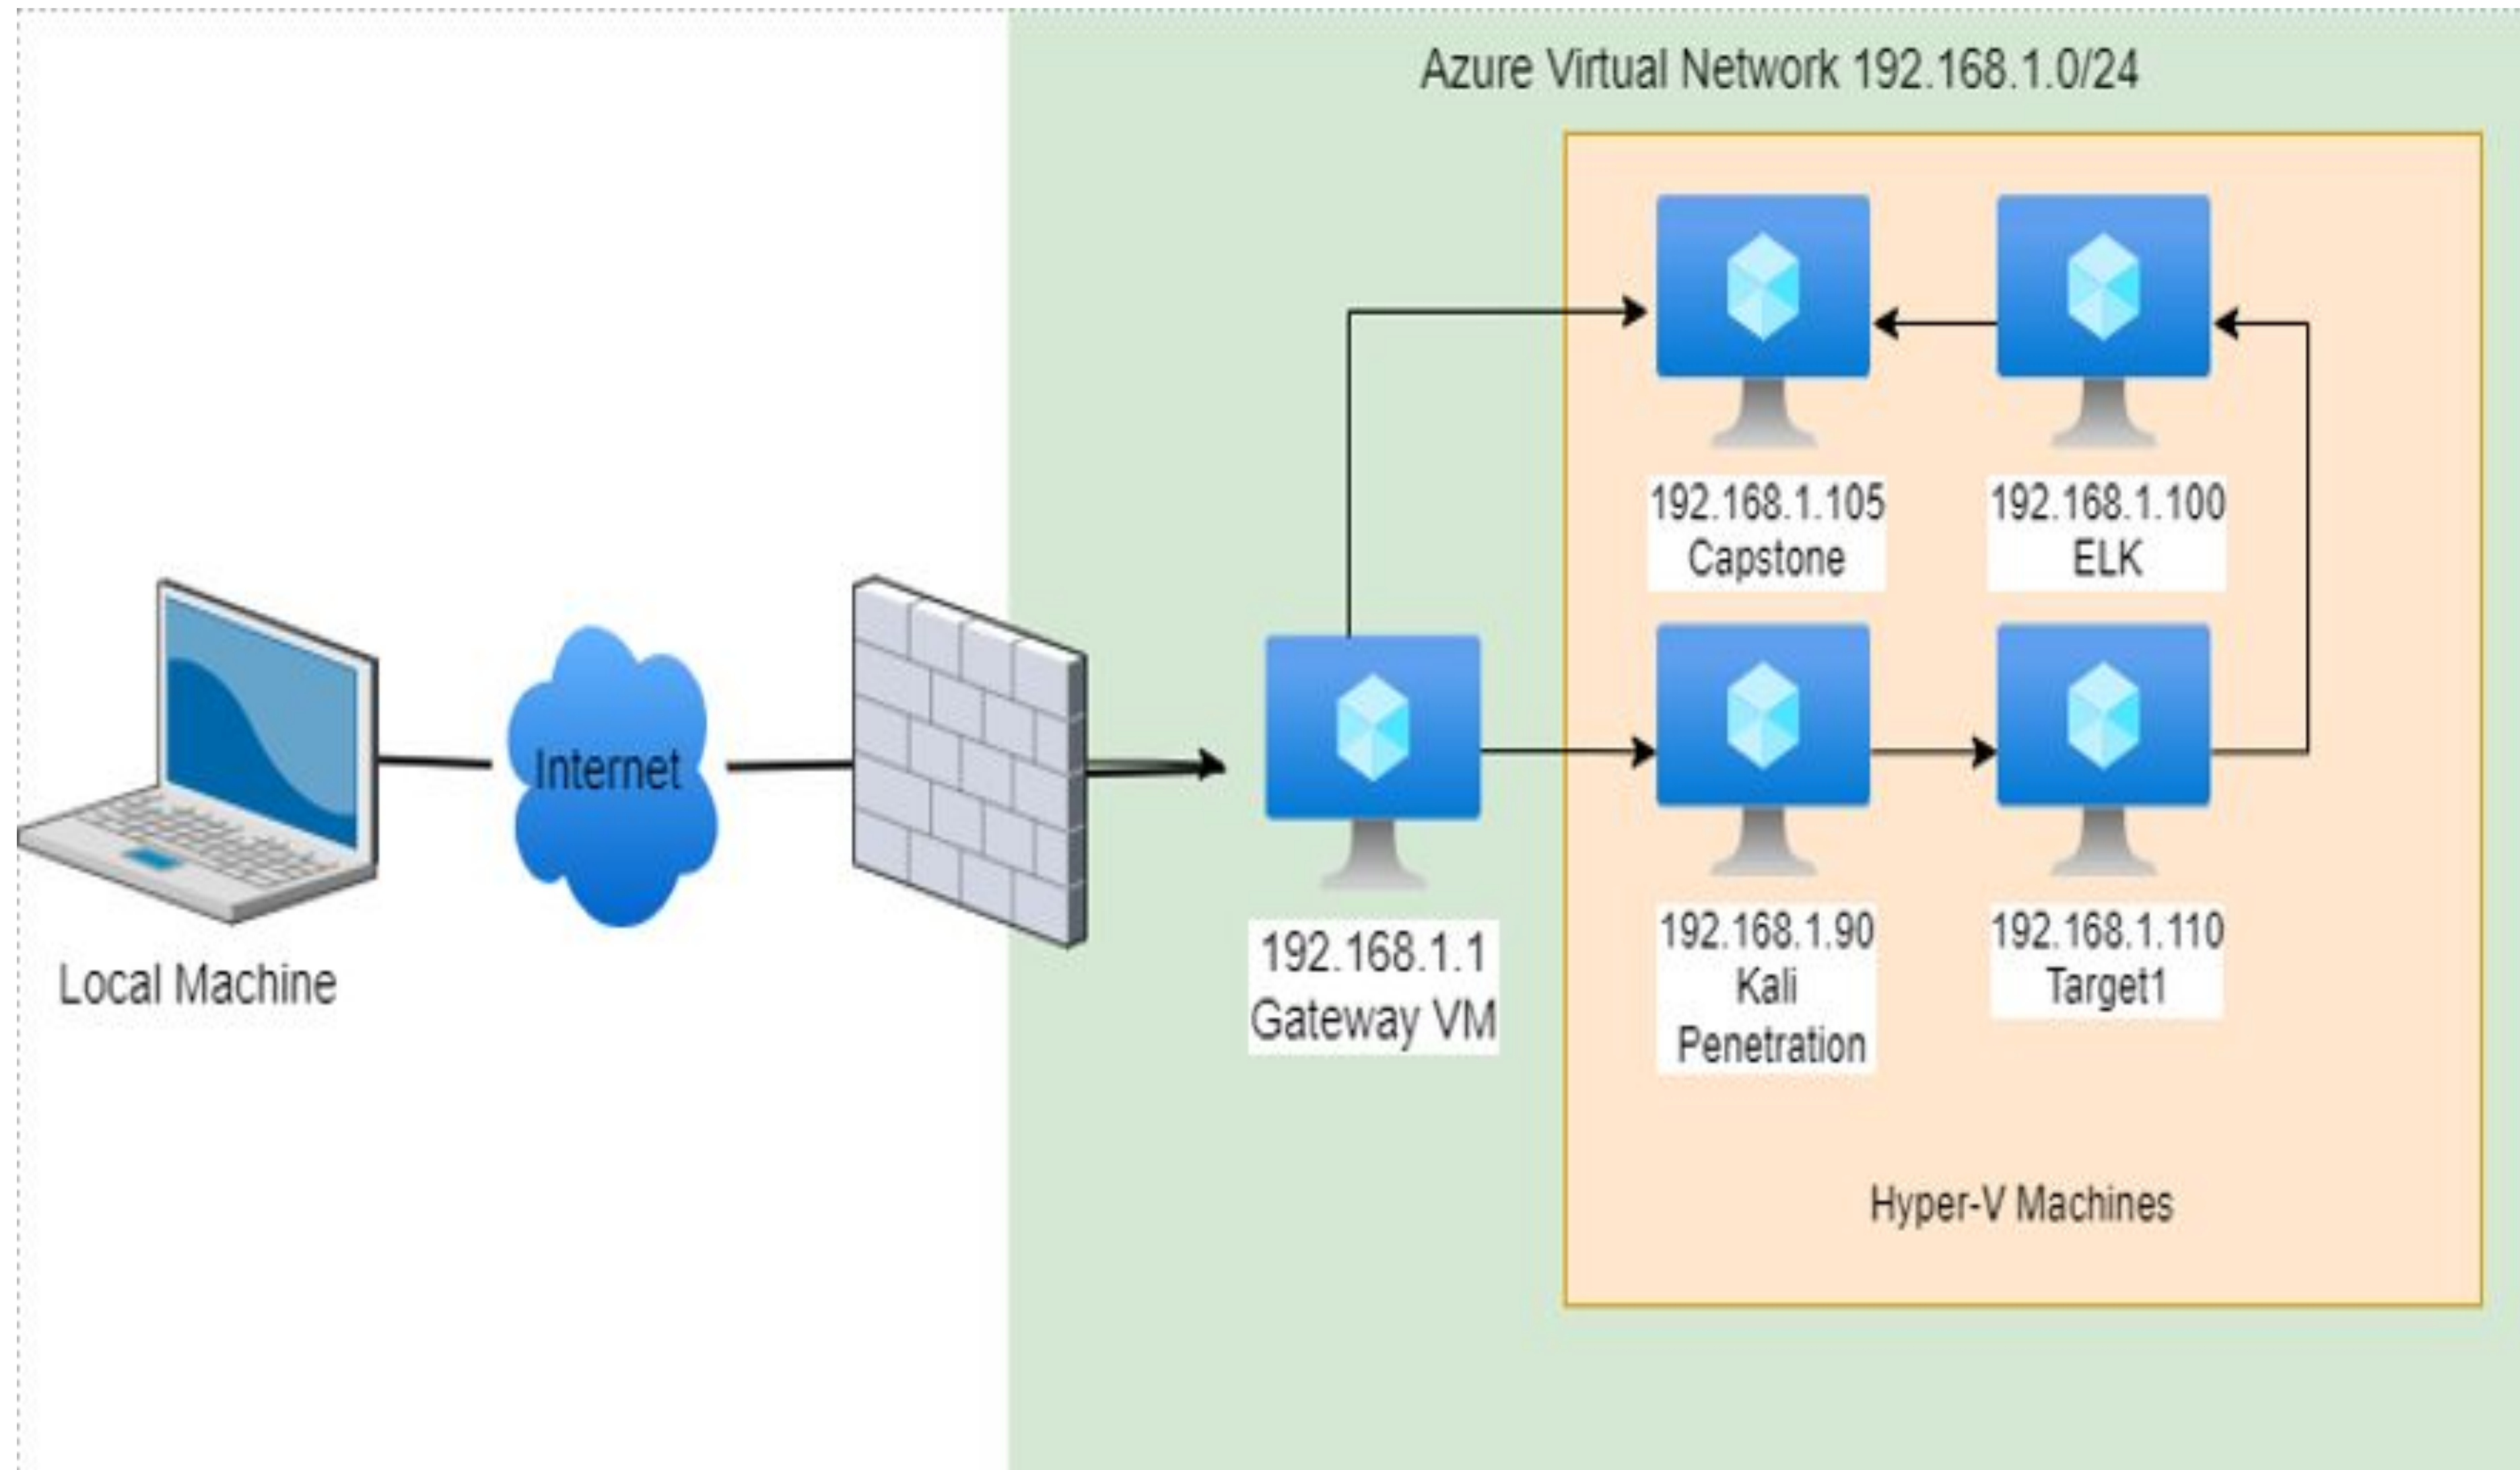 Azure Virtual Network 192.168.1.0/24
192.168.1.105
Capstone
192.168.1.100
ELK
Internet
Local Machine
192.168.1.1
Gateway VM
192.168.1.90
Kali
Penetration
192.168.1.110
Target1
Hyper-V Machines